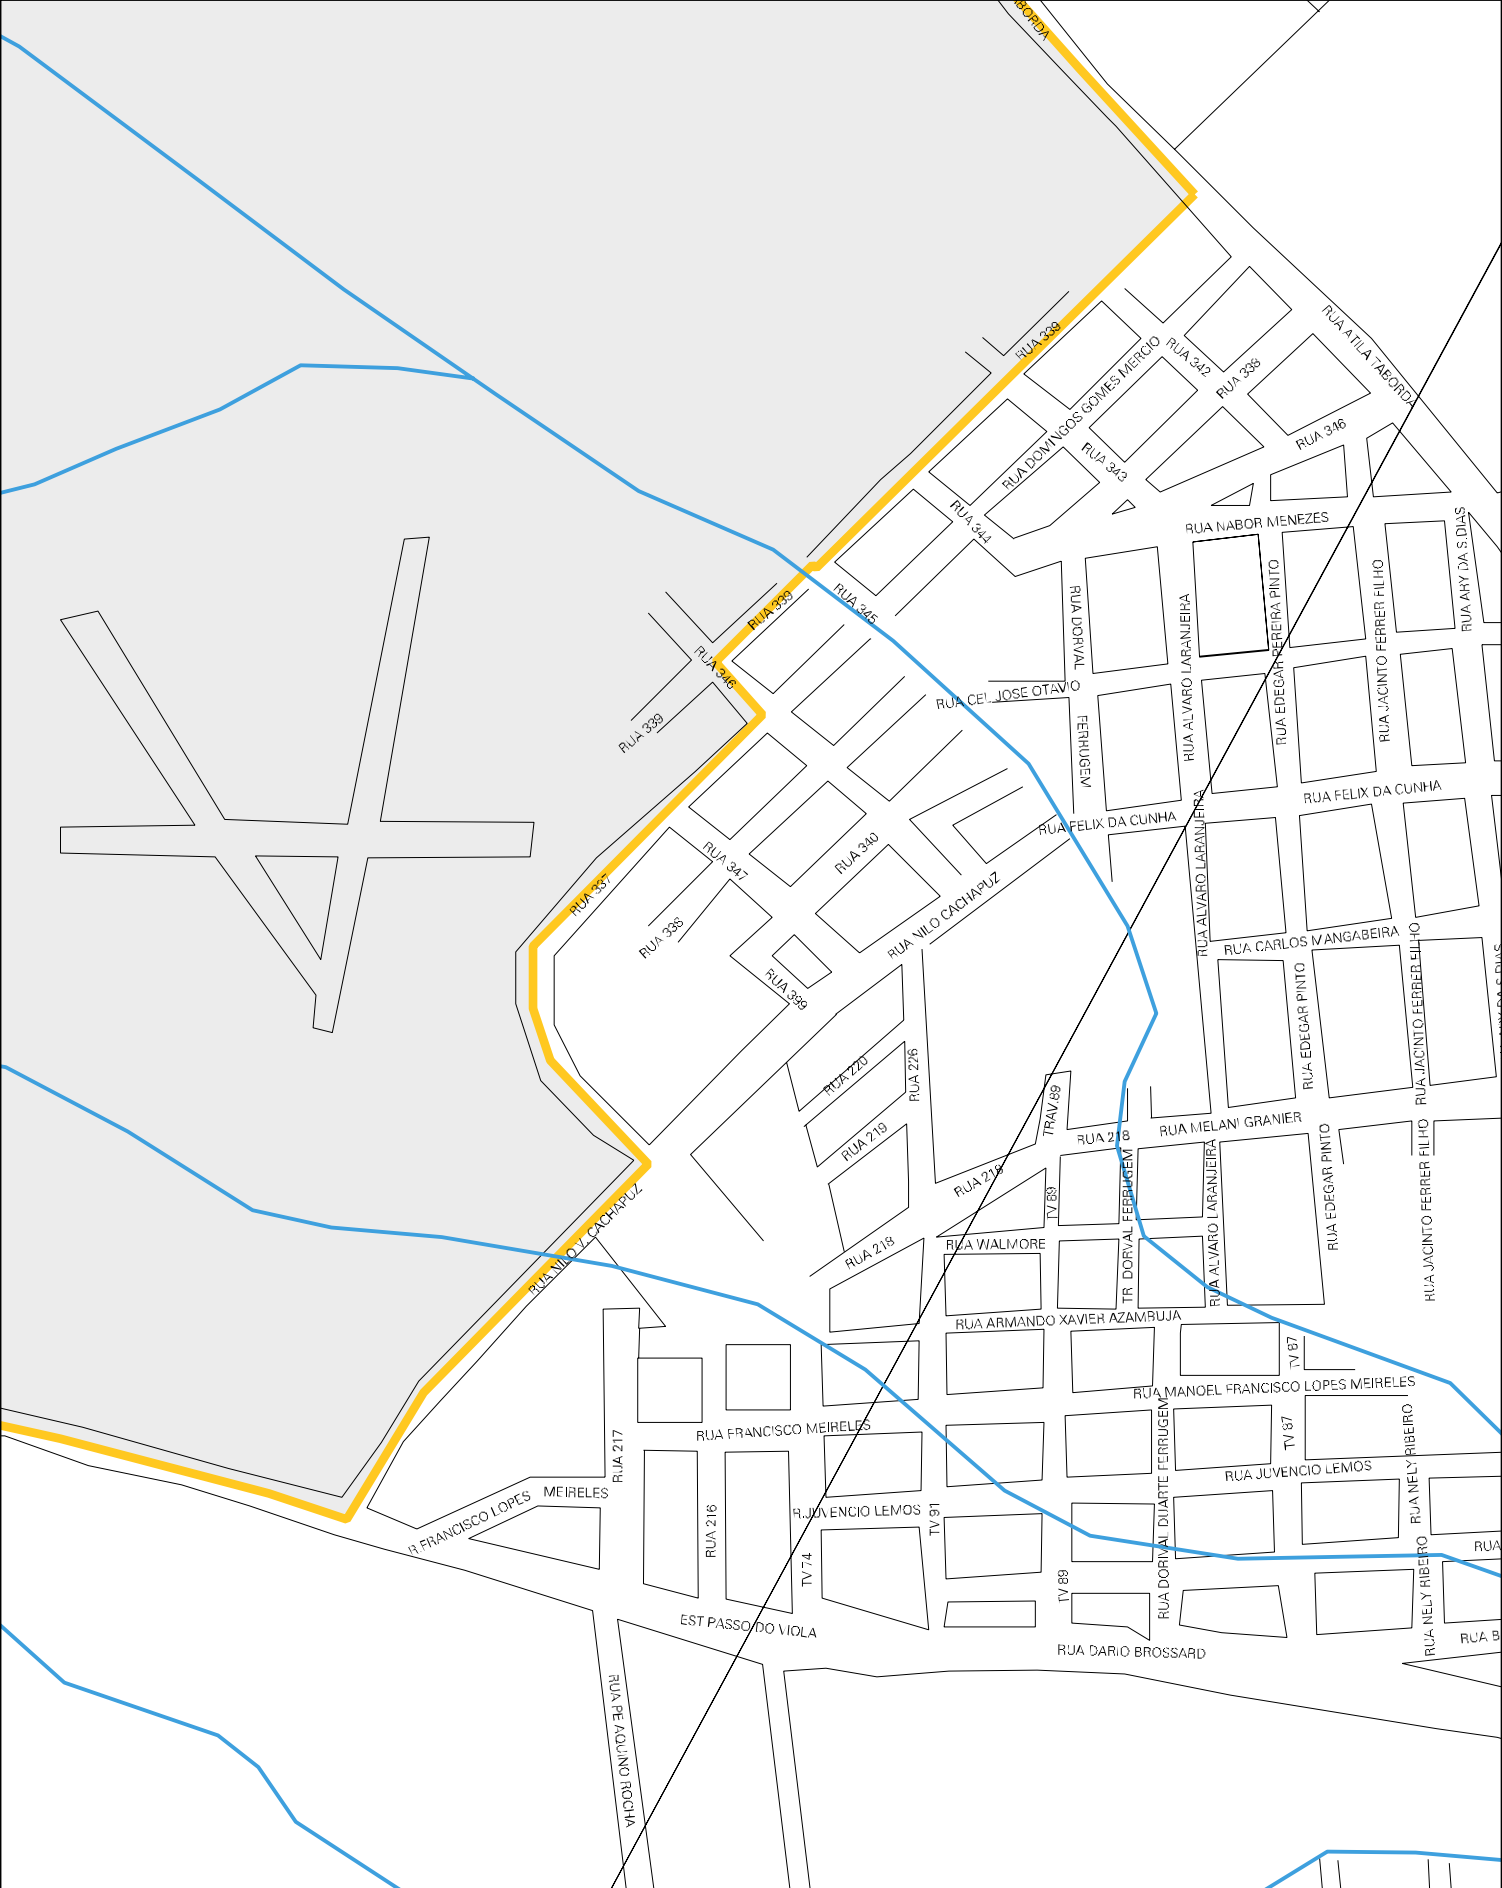 RUA ATILA TABORDA
RUA 339
RUA DOMINGOS GOMES MERCIO
RUA 342
RUA 338
RUA 346
RUA 343
RUA 344
RUA NABOR MENEZES
RUA ARY DA S.DIAS
RUA 345
RUA 339
RUA DORVAL
FERRUGEM
RUA ALVARO LARANJEIRA
RUA EDEGAR PEREIRA PINTO
RUA JACINTO FERRER FILHO
RUA 346
RUA 339
RUA CEL JOSE OTAVIO
RUA FELIX DA CUNHA
RUA FELIX DA CUNHA
RUA 347
RUA 340
RUA 337
RUA 338
RUA NILO CACHAPUZ
RUA ALVARO LARANJEIRA
RUA CARLOS MANGABEIRA
RUA 399
RUA EDEGAR PINTO
RUA JACINTO FERRER FILHO
RUA 220
RUA 226
RUA 219
TRAV.89
RUA 218
RUA MELANI GRANIER
RUA 218
TV 89
TR DORVAL FERRUGEM
RUA ALVARO LARANJEIRA
RUA EDEGAR PINTO
RUA JACINTO FERRER FILHO
RUA NILO V. CACHAPUZ
RUA 218
RUA WALMORE
RUA ARMANDO XAVIER AZAMBUJA
TV 87
RUA MANOEL FRANCISCO LOPES MEIRELES
RUA FRANCISCO MEIRELES
RUA 217
TV 87
RUA NELY RIBEIRO
RUA JUVENCIO LEMOS
R.FRANCISCO LOPES
MEIRELES
RUA 216
R.JUVENCIO LEMOS
TV 91
TV 74
RUA DORIVAL DUARTE FERRUGEM
TV 89
RUA
RUA NELY RIBEIRO
EST PASSO DO VIOLA
RUA DARIO BROSSARD
RUA B
RUA PE AQUINO ROCHA